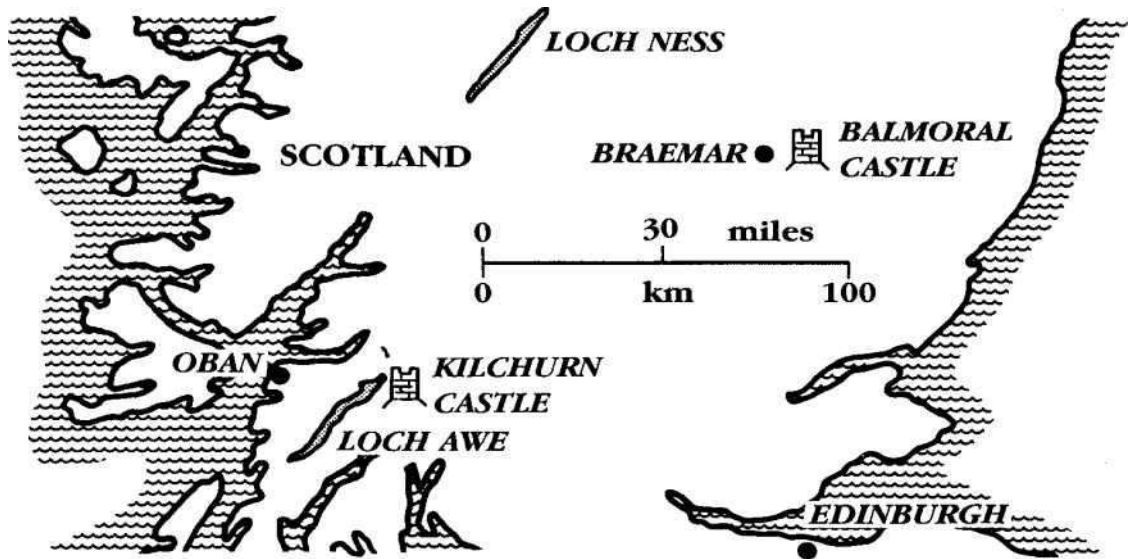 LOCH NESS
SCOTLAND
BRAEMAR
BALMORAL
CASTLE
0 30 miles
0 km 100
OBAN
KILCHURN
CASTLE
LOCH AWE
EDINBURGH